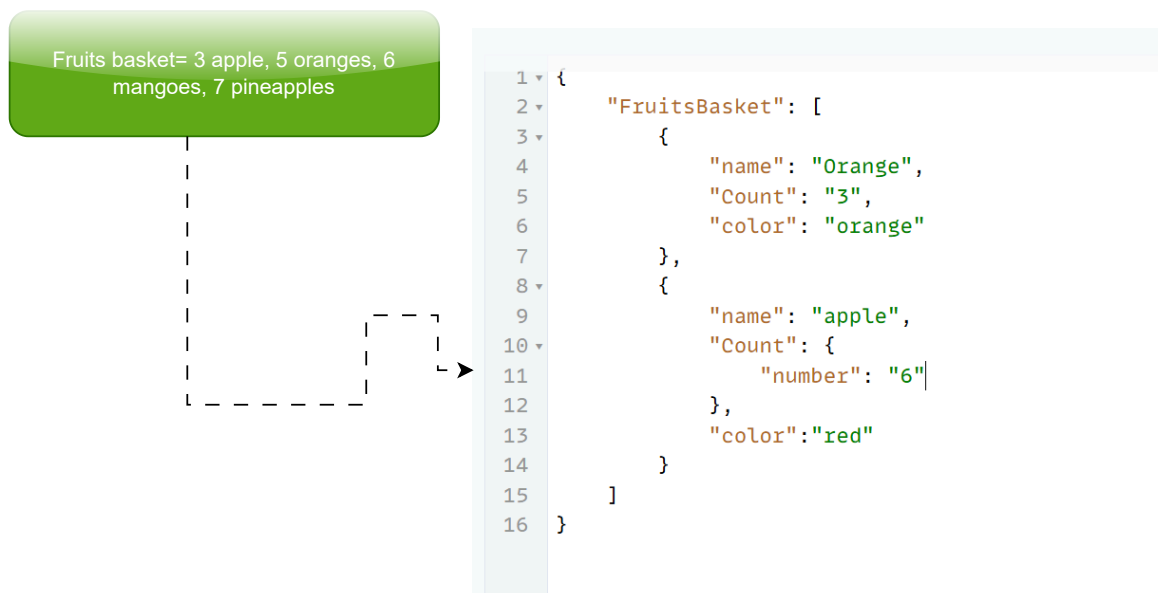 Fruits basket= 3 apple, 5 oranges, 6
mangoes, 7 pineapples
1 {
2     "FruitsBasket": [
3         {
4             "name": "Orange",
5             "Count": "3",
6             "color": "orange"
7         },
8         {
9             "name": "apple",
10             "Count": {
11                 "number": "6"
12             },
13             "color":"red"
14         }
15     ]
16 }